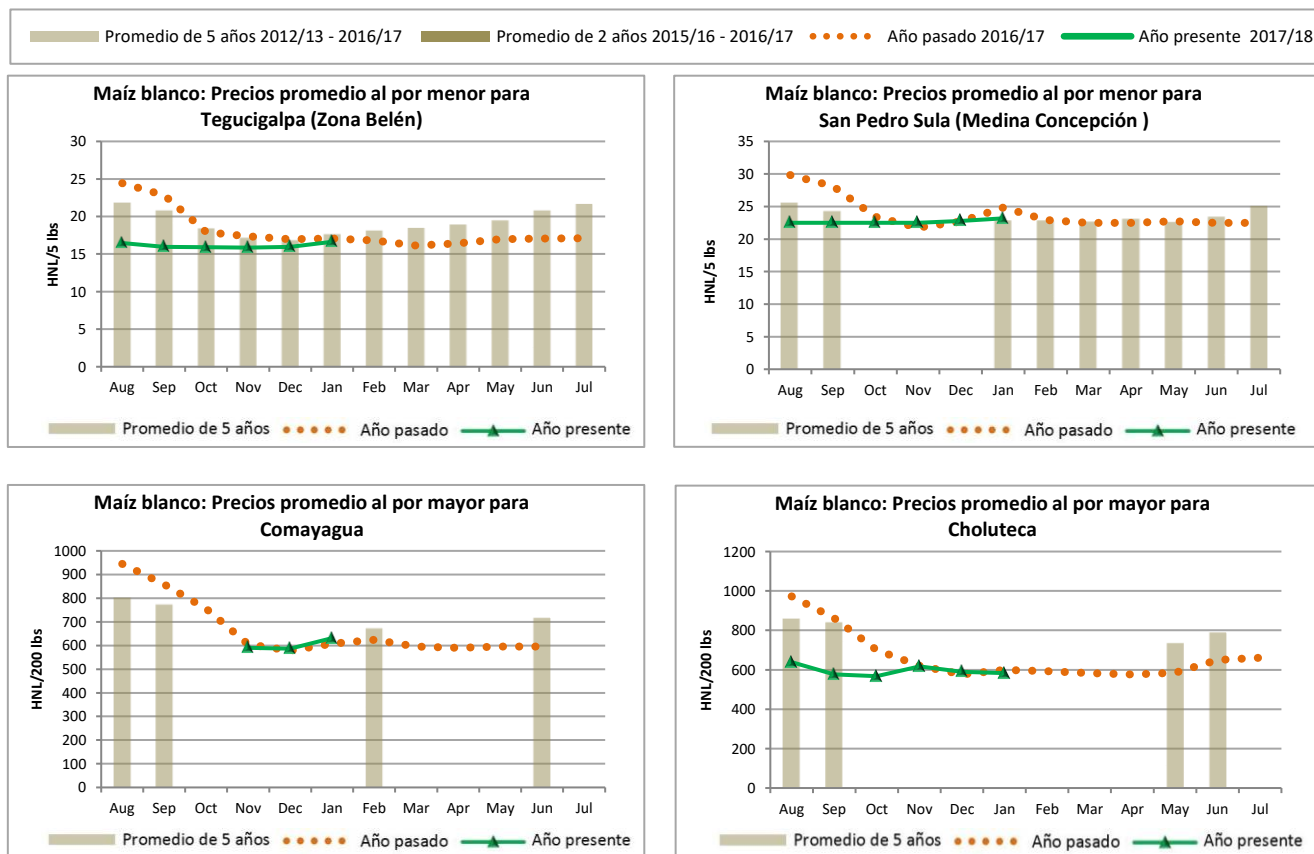 Promedio de 5 años 2012/13 - 2016/17 Promedio de 2 años 2015/16 - 2016/17 Año pasado 2016/17 Año presente 2017/18
Maíz blanco: Precios promedio al por menor para
Tegucigalpa (Zona Belén)
HNL/5 lbs
30
25
20
15
10
5
0
Aug Sep Oct Nov Dec Jan Feb Mar Apr May Jun Jul
Promedio de 5 años Año pasado Año presente
Maíz blanco: Precios promedio al por menor para
San Pedro Sula (Medina Concepción )
HNL/5 lbs
35
30
25
20
15
10
5
0
Aug Sep Oct Nov Dec Jan Feb Mar Apr May Jun Jul
Promedio de 5 años Año pasado Año presente
Maíz blanco: Precios promedio al por mayor para
Comayagua
HNL/200 lbs
1000
900
800
700
600
500
400
300
200
100
0
Aug Sep Oct Nov Dec Jan Feb Mar Apr May Jun Jul
Promedio de 5 años Año pasado Año presente
Maíz blanco: Precios promedio al por mayor para
Choluteca
HNL/200 lbs
1200
1000
800
600
400
200
0
Aug Sep Oct Nov Dec Jan Feb Mar Apr May Jun Jul
Promedio de 5 años Año pasado Año presente